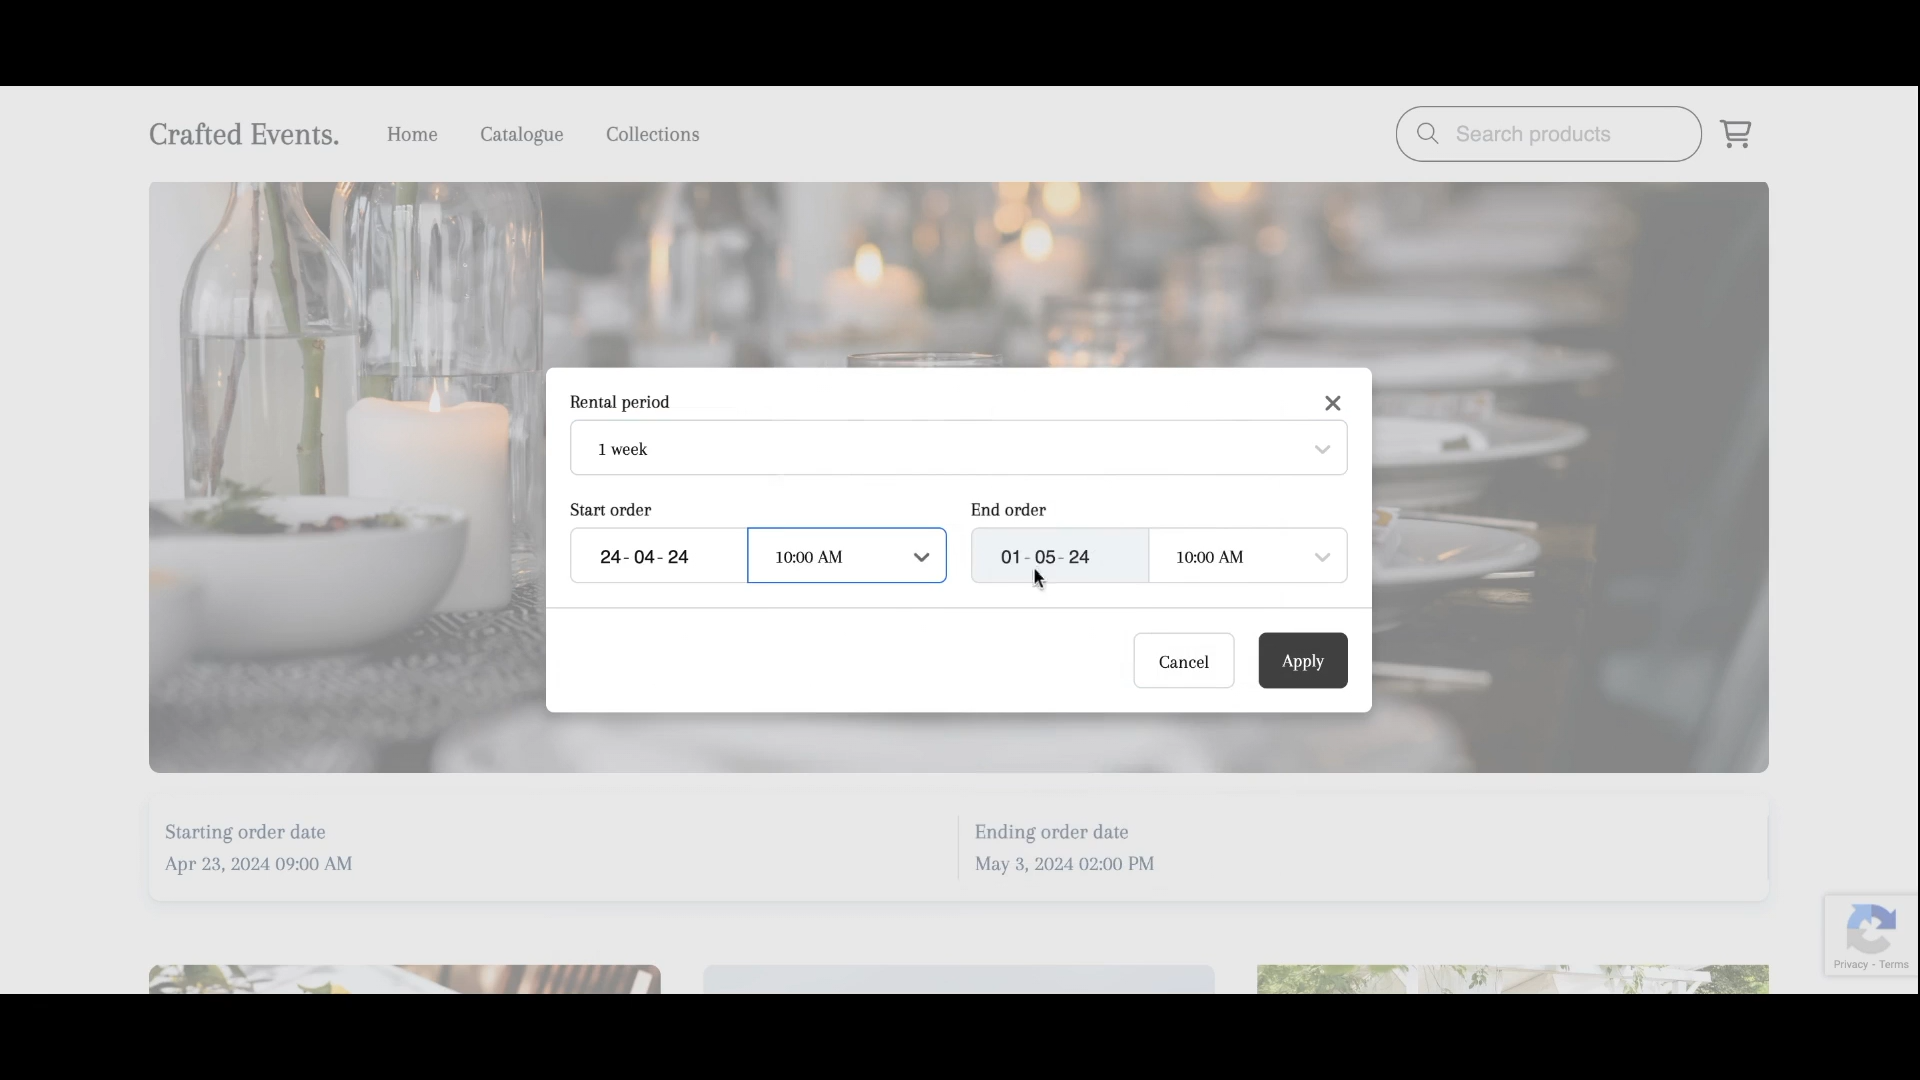 Crafted Events. Home Catalogue Collections Search products
Rental period
1 week
Start order End order
24-04-24 10:00 AM 01-05-24 10:00 AM
Cancel Apply
Starting order date Ending order date
Apr 23, 2024 09:00 AM May 3, 2024 02:00 PM
Privacy - Terms